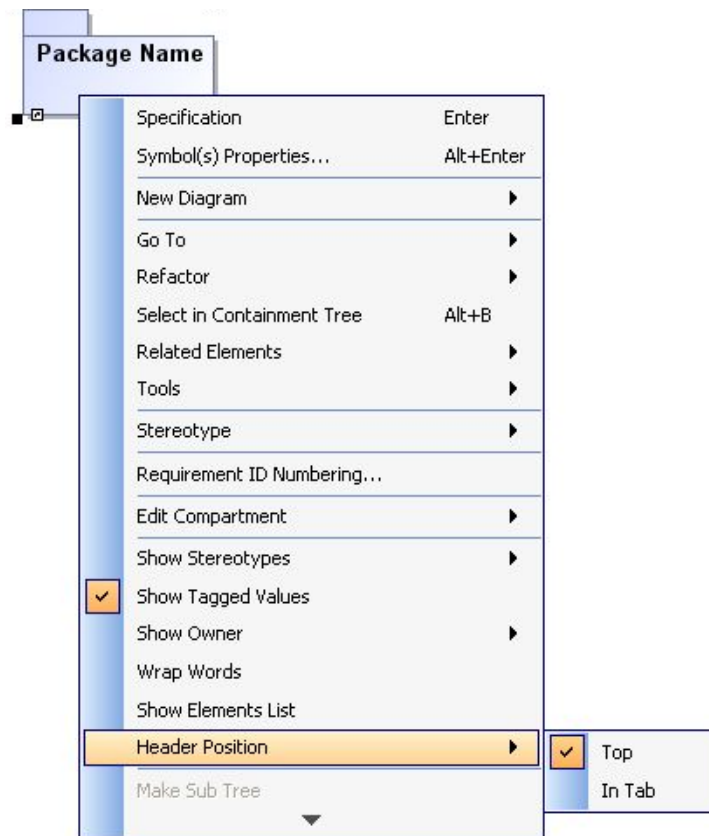 Package Name
Specification Enter
Symbol(s) Properties... Alt+Enter
New Diagram
Go To
Refactor
Select in Containment Tree Alt+B
Related Elements
Tools
Stereotype
Requirement ID Numbering...
Edit Compartment
Show Stereotypes
Show Tagged Values
Show Owner
Wrap Words
Show Elements List
Header Position
Top
In Tab
Make Sub Tree